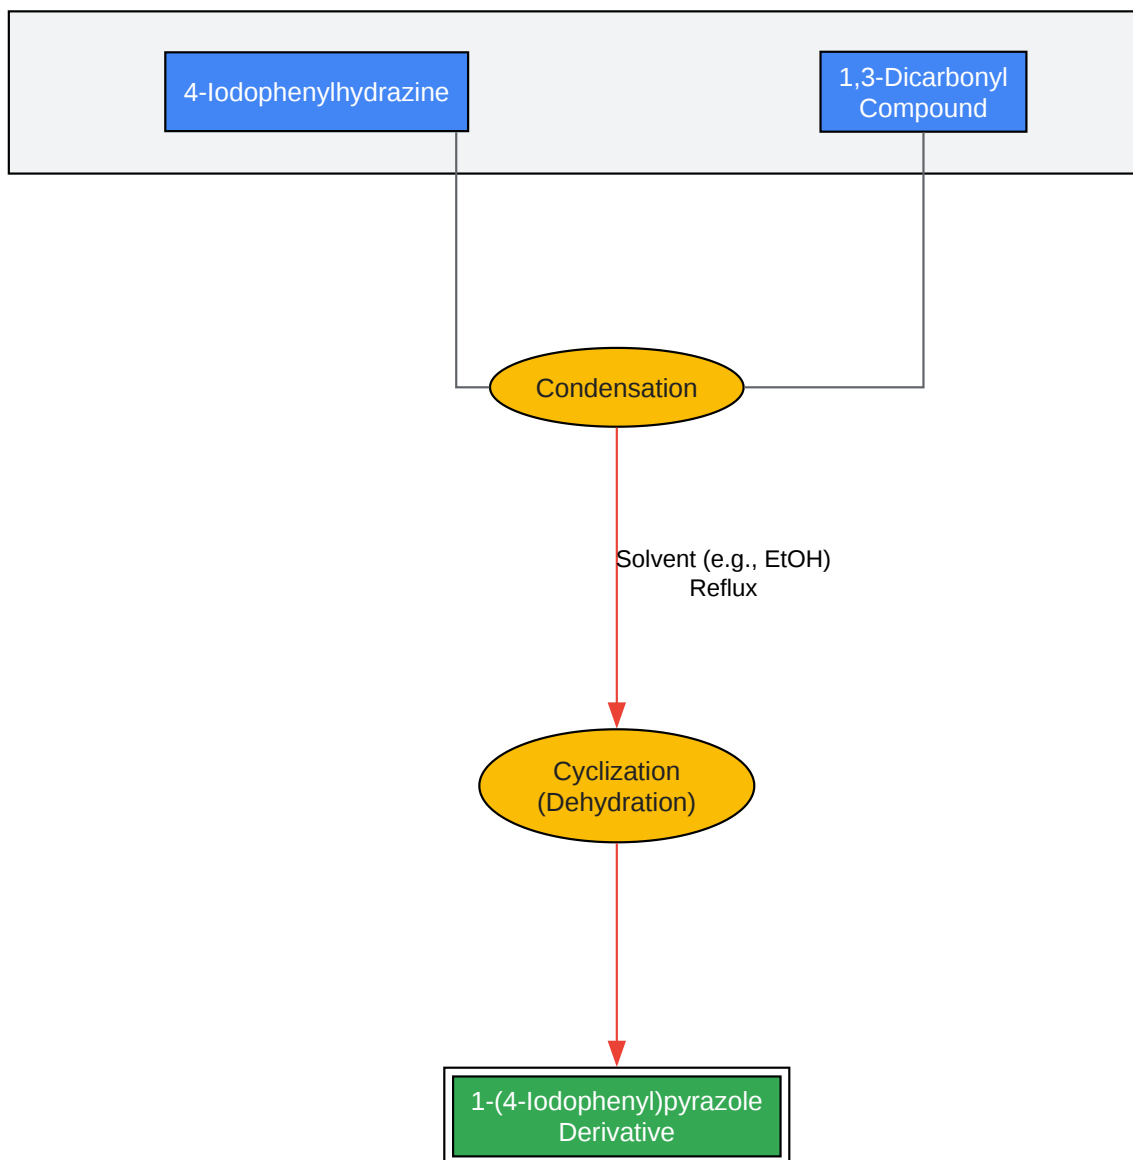 4-Iodophenylhydrazine
1,3-Dicarbonyl
Compound
Condensation
Solvent (e.g., EtOH)
Reflux
Cyclization
(Dehydration)
1-(4-Iodophenyl)pyrazole
Derivative